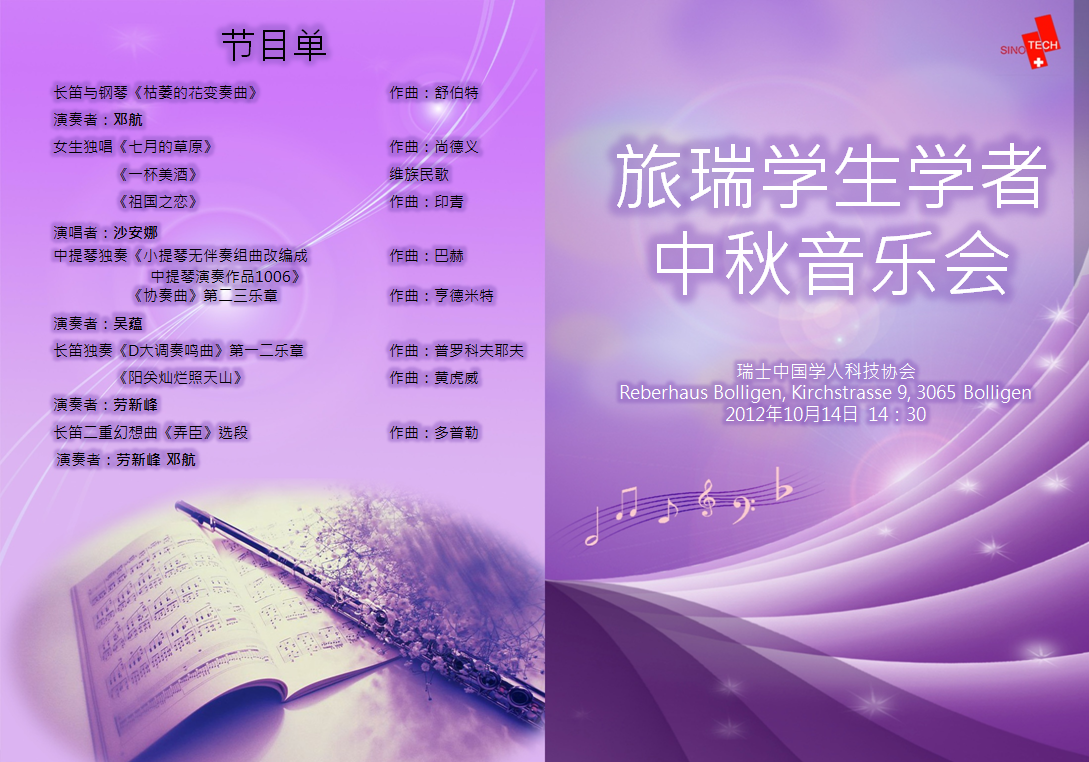 节目单
长笛与钢琴《枯萎的花变奏曲》 作曲：舒伯特
演奏者：邓航
女生独唱《七月的草原》 作曲：尚德义
《一杯美酒》 维族民歌
《祖国之恋》 作曲：印青
演唱者：沙安娜
中提琴独奏《小提琴无伴奏组曲改编成 作曲：巴赫
中提琴演奏作品1006》
《协奏曲》第二三乐章 作曲：亨德米特
演奏者：吴蕴
长笛独奏《D大调奏鸣曲》第一二乐章 作曲：普罗科夫耶夫
《阳关灿烂照天山》 作曲：黄虎威
演奏者：劳新峰
长笛二重幻想曲《弄臣》选段 作曲：多普勒
演奏者：劳新峰 邓航
SINO TECH
旅瑞学生学者
中秋音乐会
瑞士中国学人科技协会
Reberhaus Bolligen, Kirchstrasse 9, 3065 Bolligen
2012年10月14日 14：30